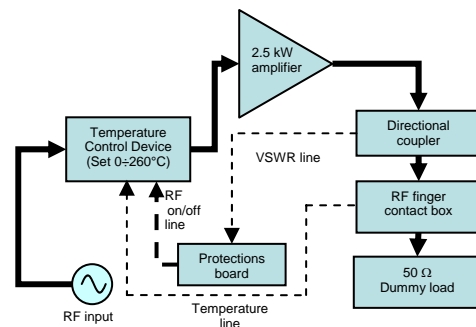 2.5 kW
amplifier
Temperature
Control Device
(Set 0÷260°C)
Directional
coupler
VSWR line
RF
on/off
line
RF finger
contact box
Protections
board
50 Ω
Dummy load
RF input
Temperature
line